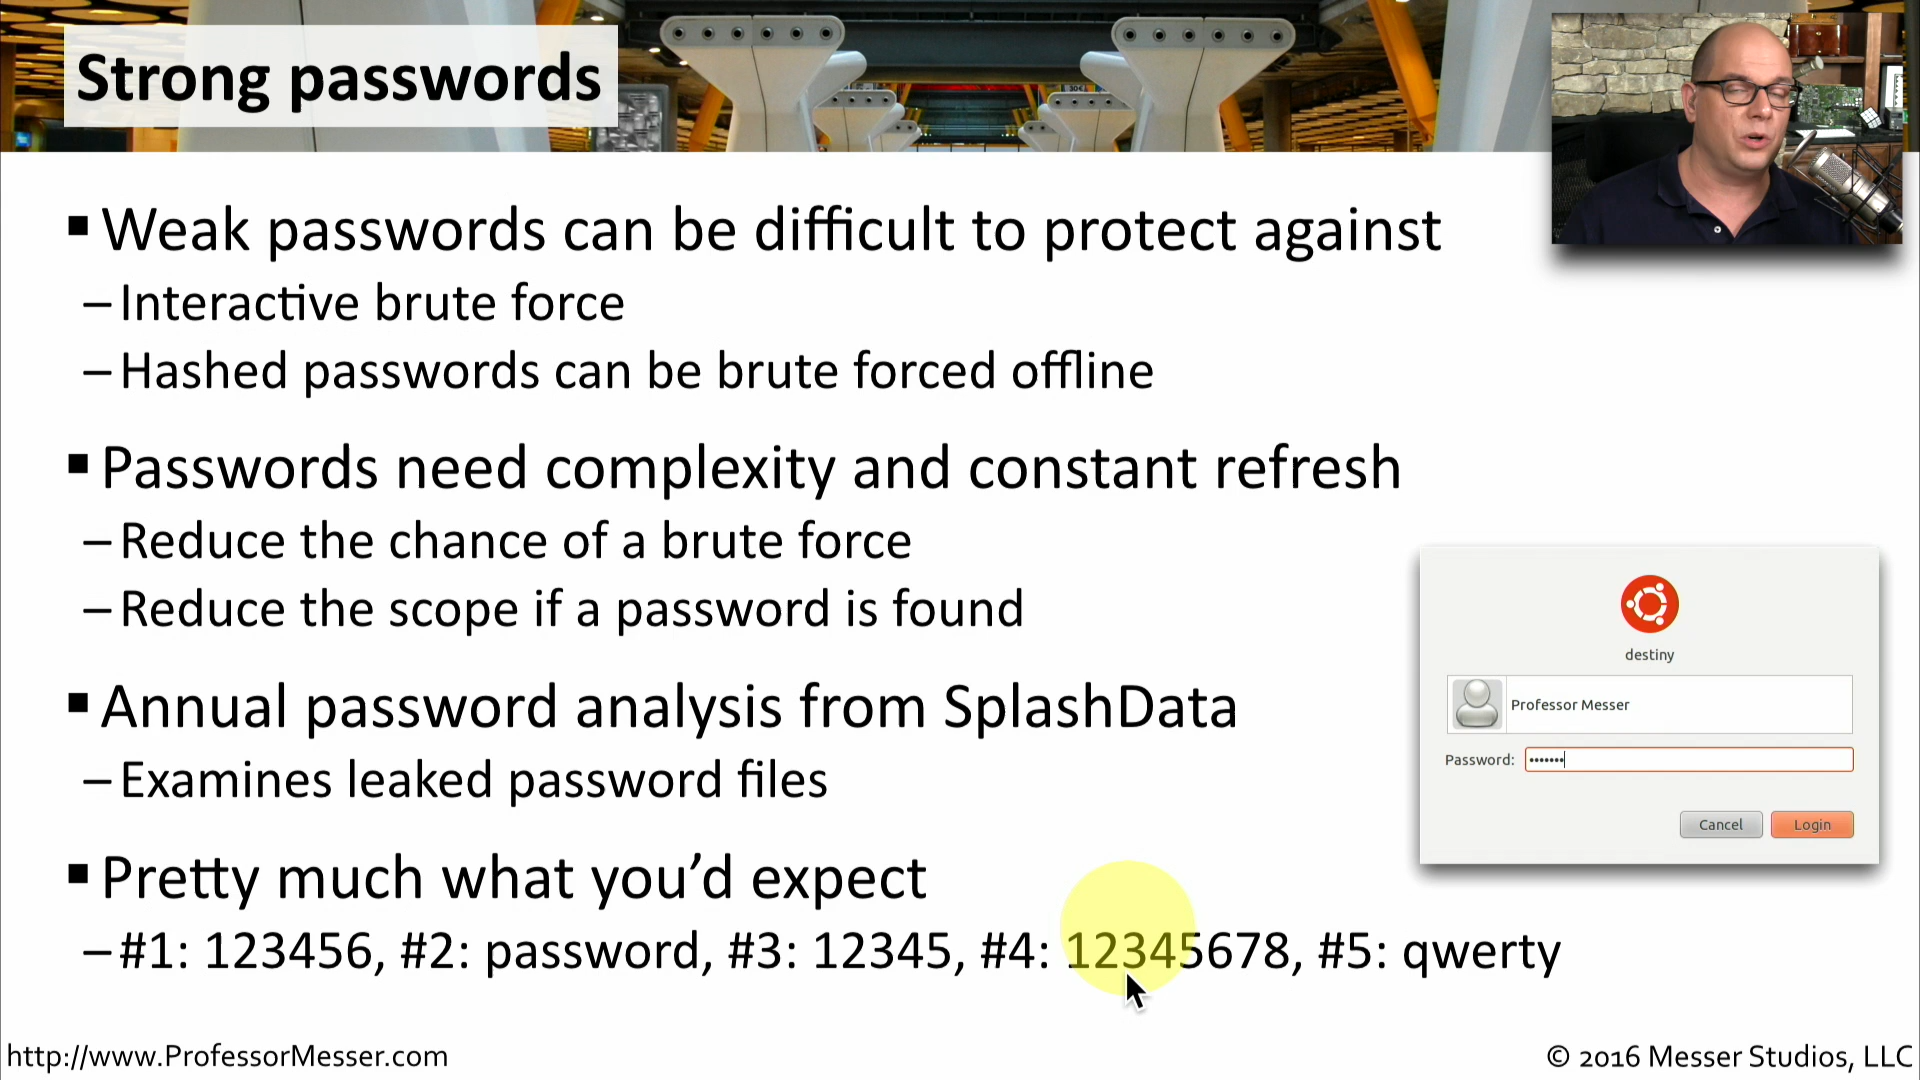 Strong passwords
▪ Weak passwords can be difficult to protect against
– Interactive brute force
– Hashed passwords can be brute forced offline
▪ Passwords need complexity and constant refresh
– Reduce the chance of a brute force
– Reduce the scope if a password is found
▪ Annual password analysis from SplashData
– Examines leaked password files
▪ Pretty much what you’d expect
– #1: 123456, #2: password, #3: 12345, #4: 12345678, #5: qwerty
destiny
Professor Messer
Password: •••••••
Cancel Login
http://www.ProfessorMesser.com
© 2016 Messer Studios, LLC